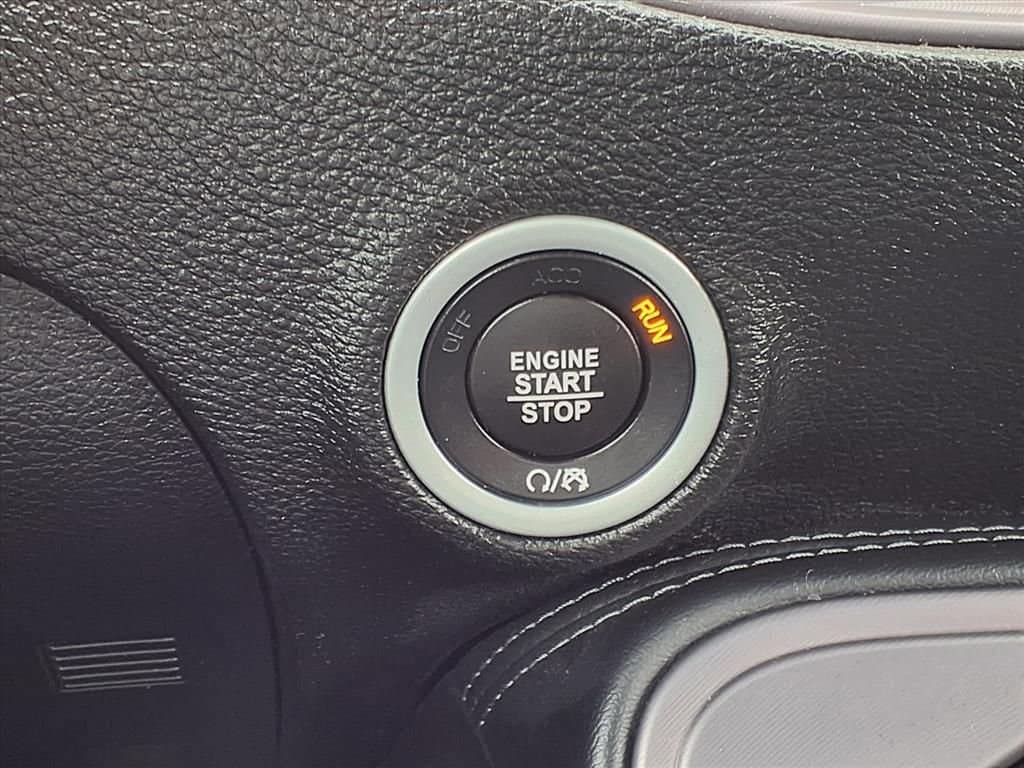 ACC
OFF
RUN
ENGINE
START
STOP